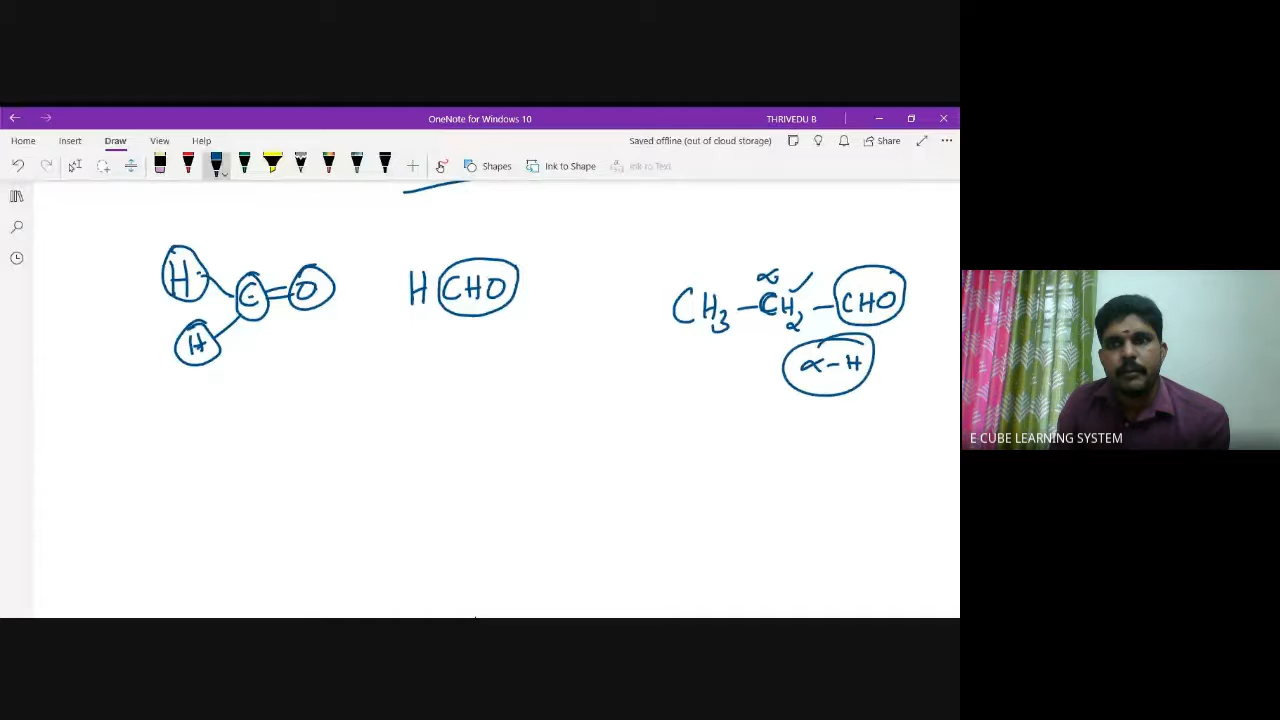 OneNote for Windows 10
THRIVEDU B
Home Insert Draw View Help
Saved offline (out of cloud storage)
Share
Shapes
Ink to Shape
Ink to Text
H
C=O
H
HCHO
α
CH₃–CH₂–CHO
α–H
E CUBE LEARNING SYSTEM